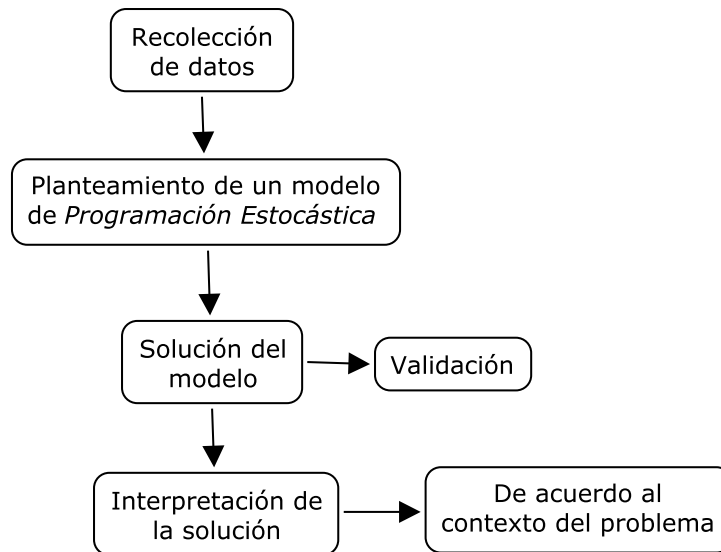 Recolección
de datos
Planteamiento de un modelo
de Programación Estocástica
Solución del
modelo
Validación
Interpretación de
la solución
De acuerdo al
contexto del problema